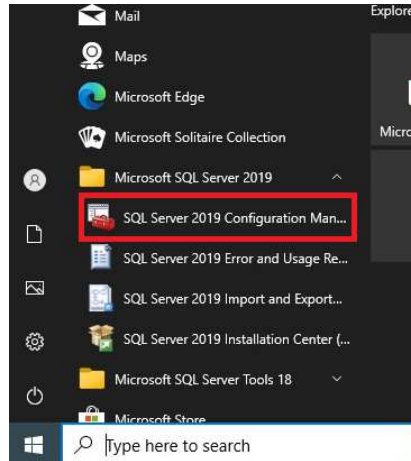 Mail
Explore
Maps
Microsoft Edge
Microsoft Solitaire Collection
Micro
Microsoft SQL Server 2019
SQL Server 2019 Configuration Man...
SQL Server 2019 Error and Usage Re...
SQL Server 2019 Import and Export...
SQL Server 2019 Installation Center (...
Microsoft SQL Server Tools 18
Microsoft Store
Type here to search